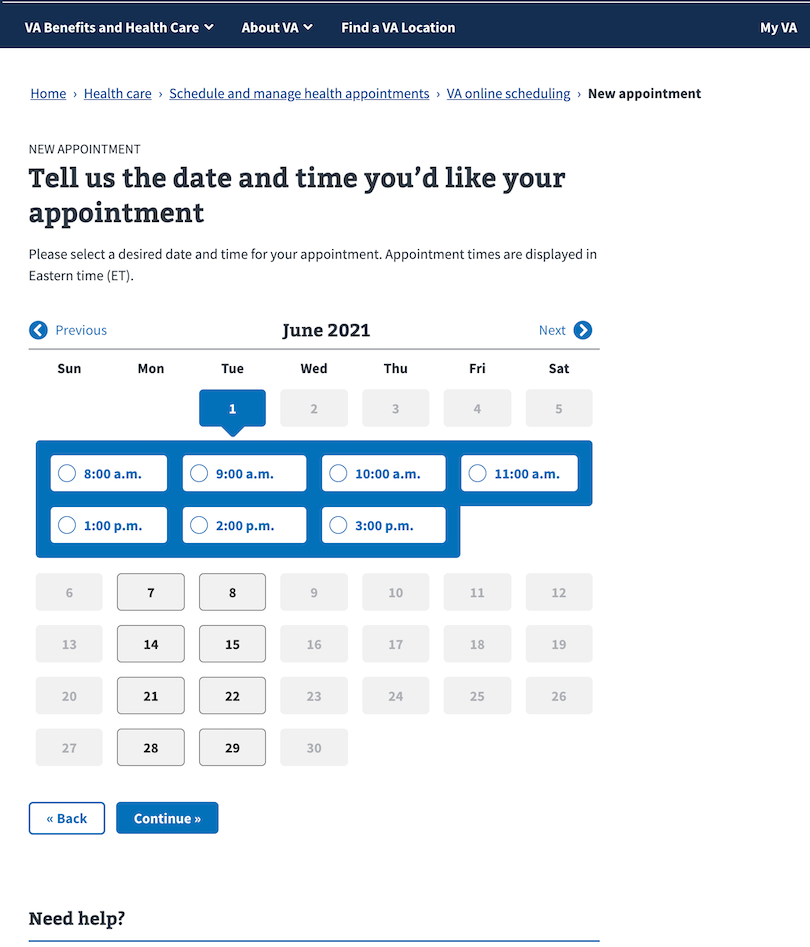 VA Benefits and Health Care About VA Find a VA Location My VA
Home › Health care › Schedule and manage health appointments › VA online scheduling › New appointment
NEW APPOINTMENT
Tell us the date and time you’d like your
appointment
Please select a desired date and time for your appointment. Appointment times are displayed in
Eastern time (ET).
Previous June 2021 Next
Sun Mon Tue Wed Thu Fri Sat
1 2 3 4 5
8:00 a.m. 9:00 a.m. 10:00 a.m. 11:00 a.m.
1:00 p.m. 2:00 p.m. 3:00 p.m.
6 7 8 9 10 11 12
13 14 15 16 17 18 19
20 21 22 23 24 25 26
27 28 29 30
« Back Continue »
Need help?